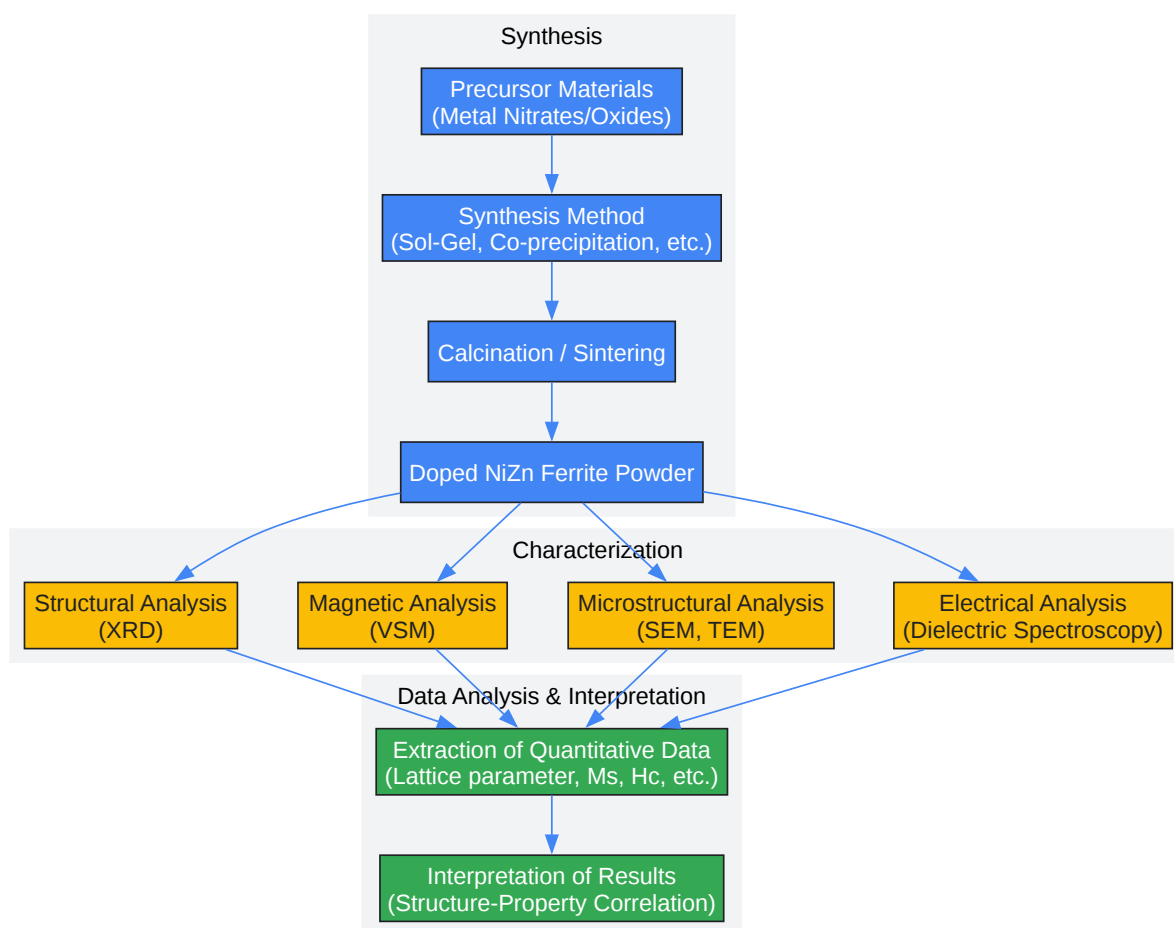 Synthesis
Precursor Materials
(Metal Nitrates/Oxides)
Synthesis Method
(Sol-Gel, Co-precipitation, etc.)
Calcination / Sintering
Doped NiZn Ferrite Powder
Characterization
Structural Analysis
(XRD)
Magnetic Analysis
(VSM)
Microstructural Analysis
(SEM, TEM)
Electrical Analysis
(Dielectric Spectroscopy)
Data Analysis & Interpretation
Extraction of Quantitative Data
(Lattice parameter, Ms, Hc, etc.)
Interpretation of Results
(Structure-Property Correlation)